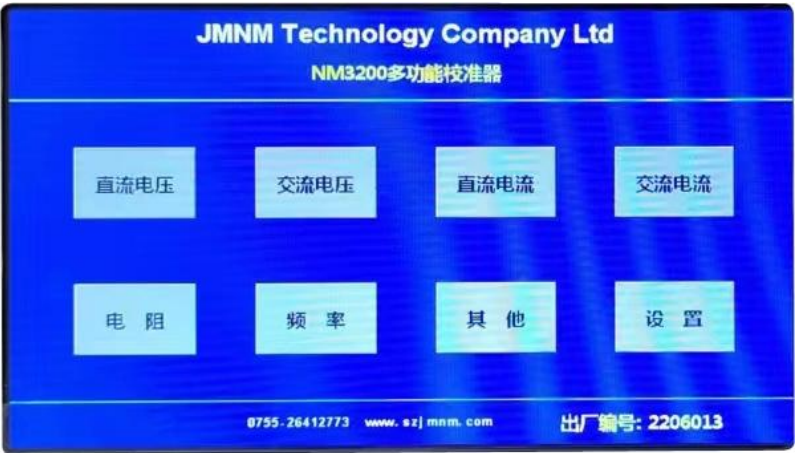 JMNM Technology Company Ltd
NM3200多功能校准器
直流电压 交流电压 直流电流 交流电流
电 阻 频 率 其 他 设 置
0755-26412773 www.szjmnm.com 出厂编号: 2206013